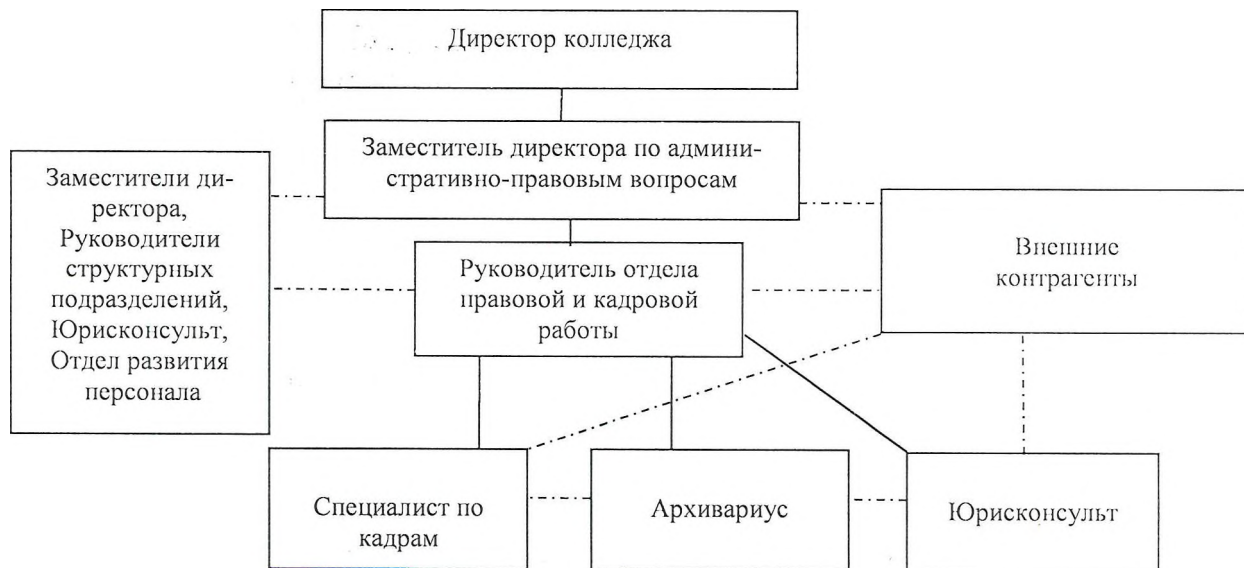 Директор колледжа
Заместитель директора по админи-
стративно-правовым вопросам
Заместители ди-
ректора,
Руководители
структурных
подразделений,
Юрисконсульт,
Отдел развития
персонала
Руководитель отдела
правовой и кадровой
работы
Внешние
контрагенты
Специалист по
кадрам
Архивариус
Юрисконсульт